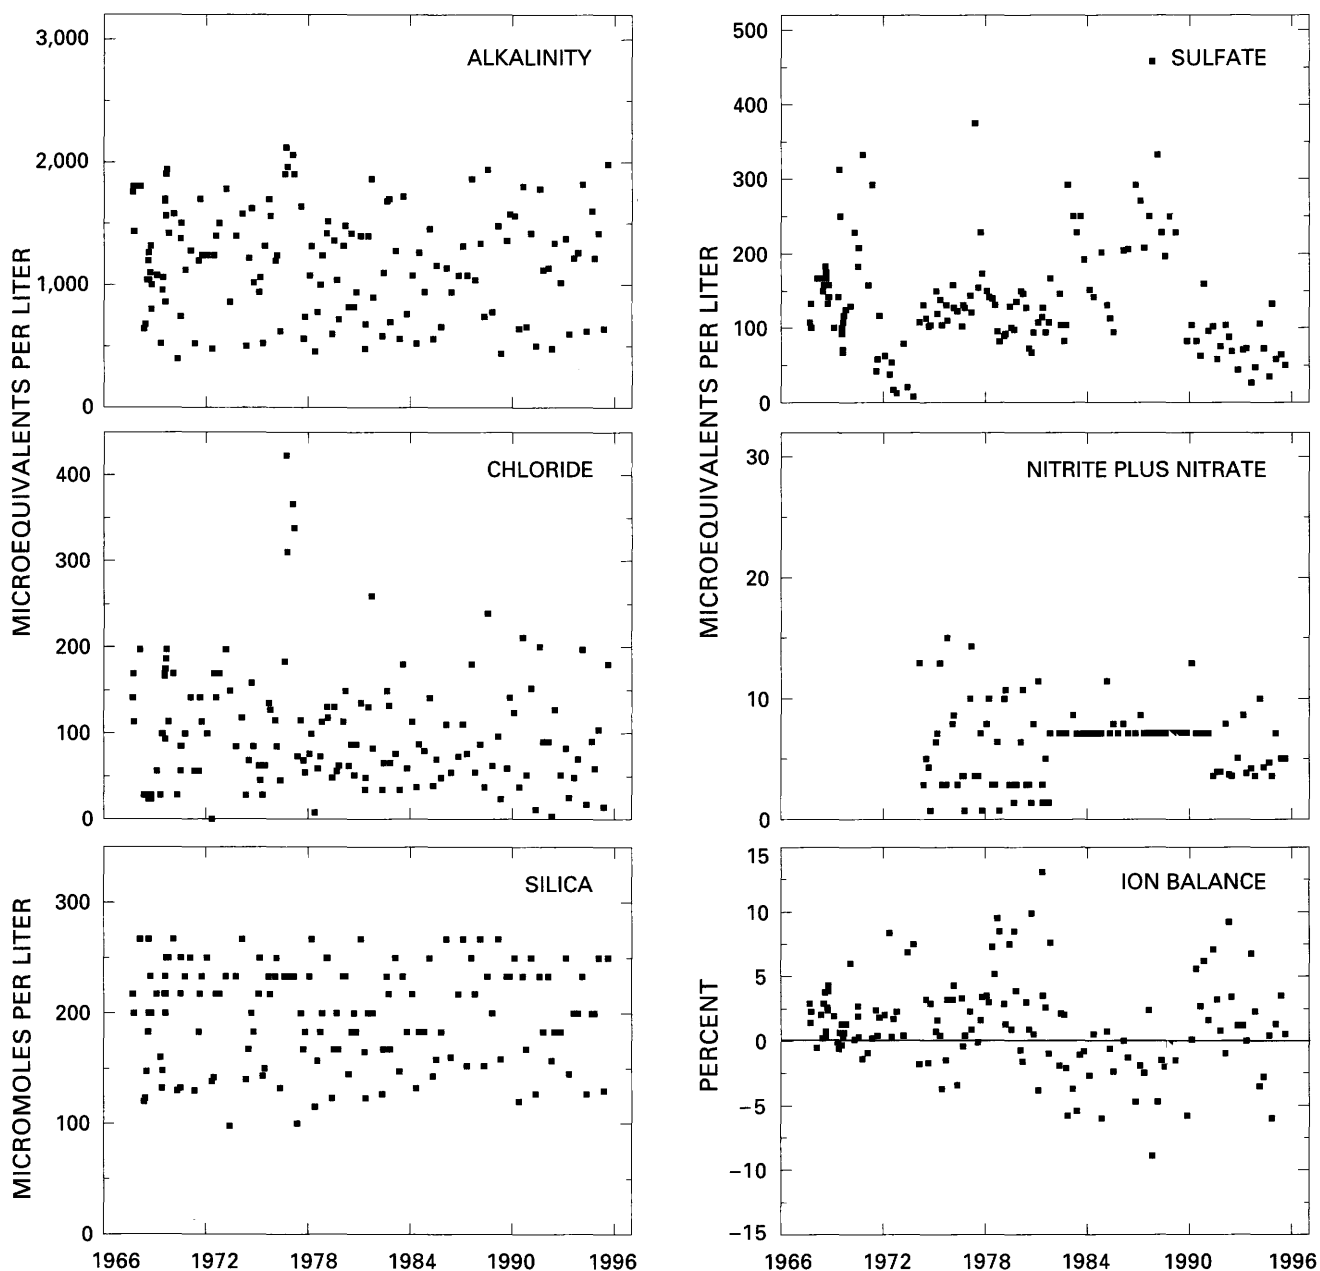 MICROEQUIVALENTS PER LITER
ALKALINITY
3,000
2,000
1,000
0
CHLORIDE
400
300
200
100
0
MICROMOLES PER LITER
SILICA
300
200
100
0
1966 1972 1978 1984 1990 1996
MICROEQUIVALENTS PER LITER
SULFATE
500
400
300
200
100
0
NITRITE PLUS NITRATE
30
20
10
0
PERCENT
ION BALANCE
15
10
5
0
−5
−10
−15
1966 1972 1978 1984 1990 1996